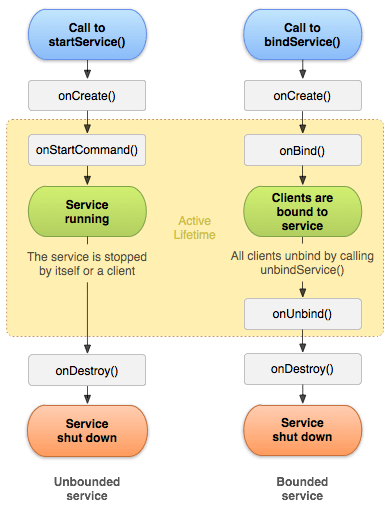 Call to
startService()
onCreate()
onStartCommand()
Service
running
The service is stopped
by itself or a client
onDestroy()
Service
shut down
Unbounded
service
Active
Lifetime
Call to
bindService()
onCreate()
onBind()
Clients are
bound to
service
All clients unbind by calling
unbindService()
onUnbind()
onDestroy()
Service
shut down
Bounded
service